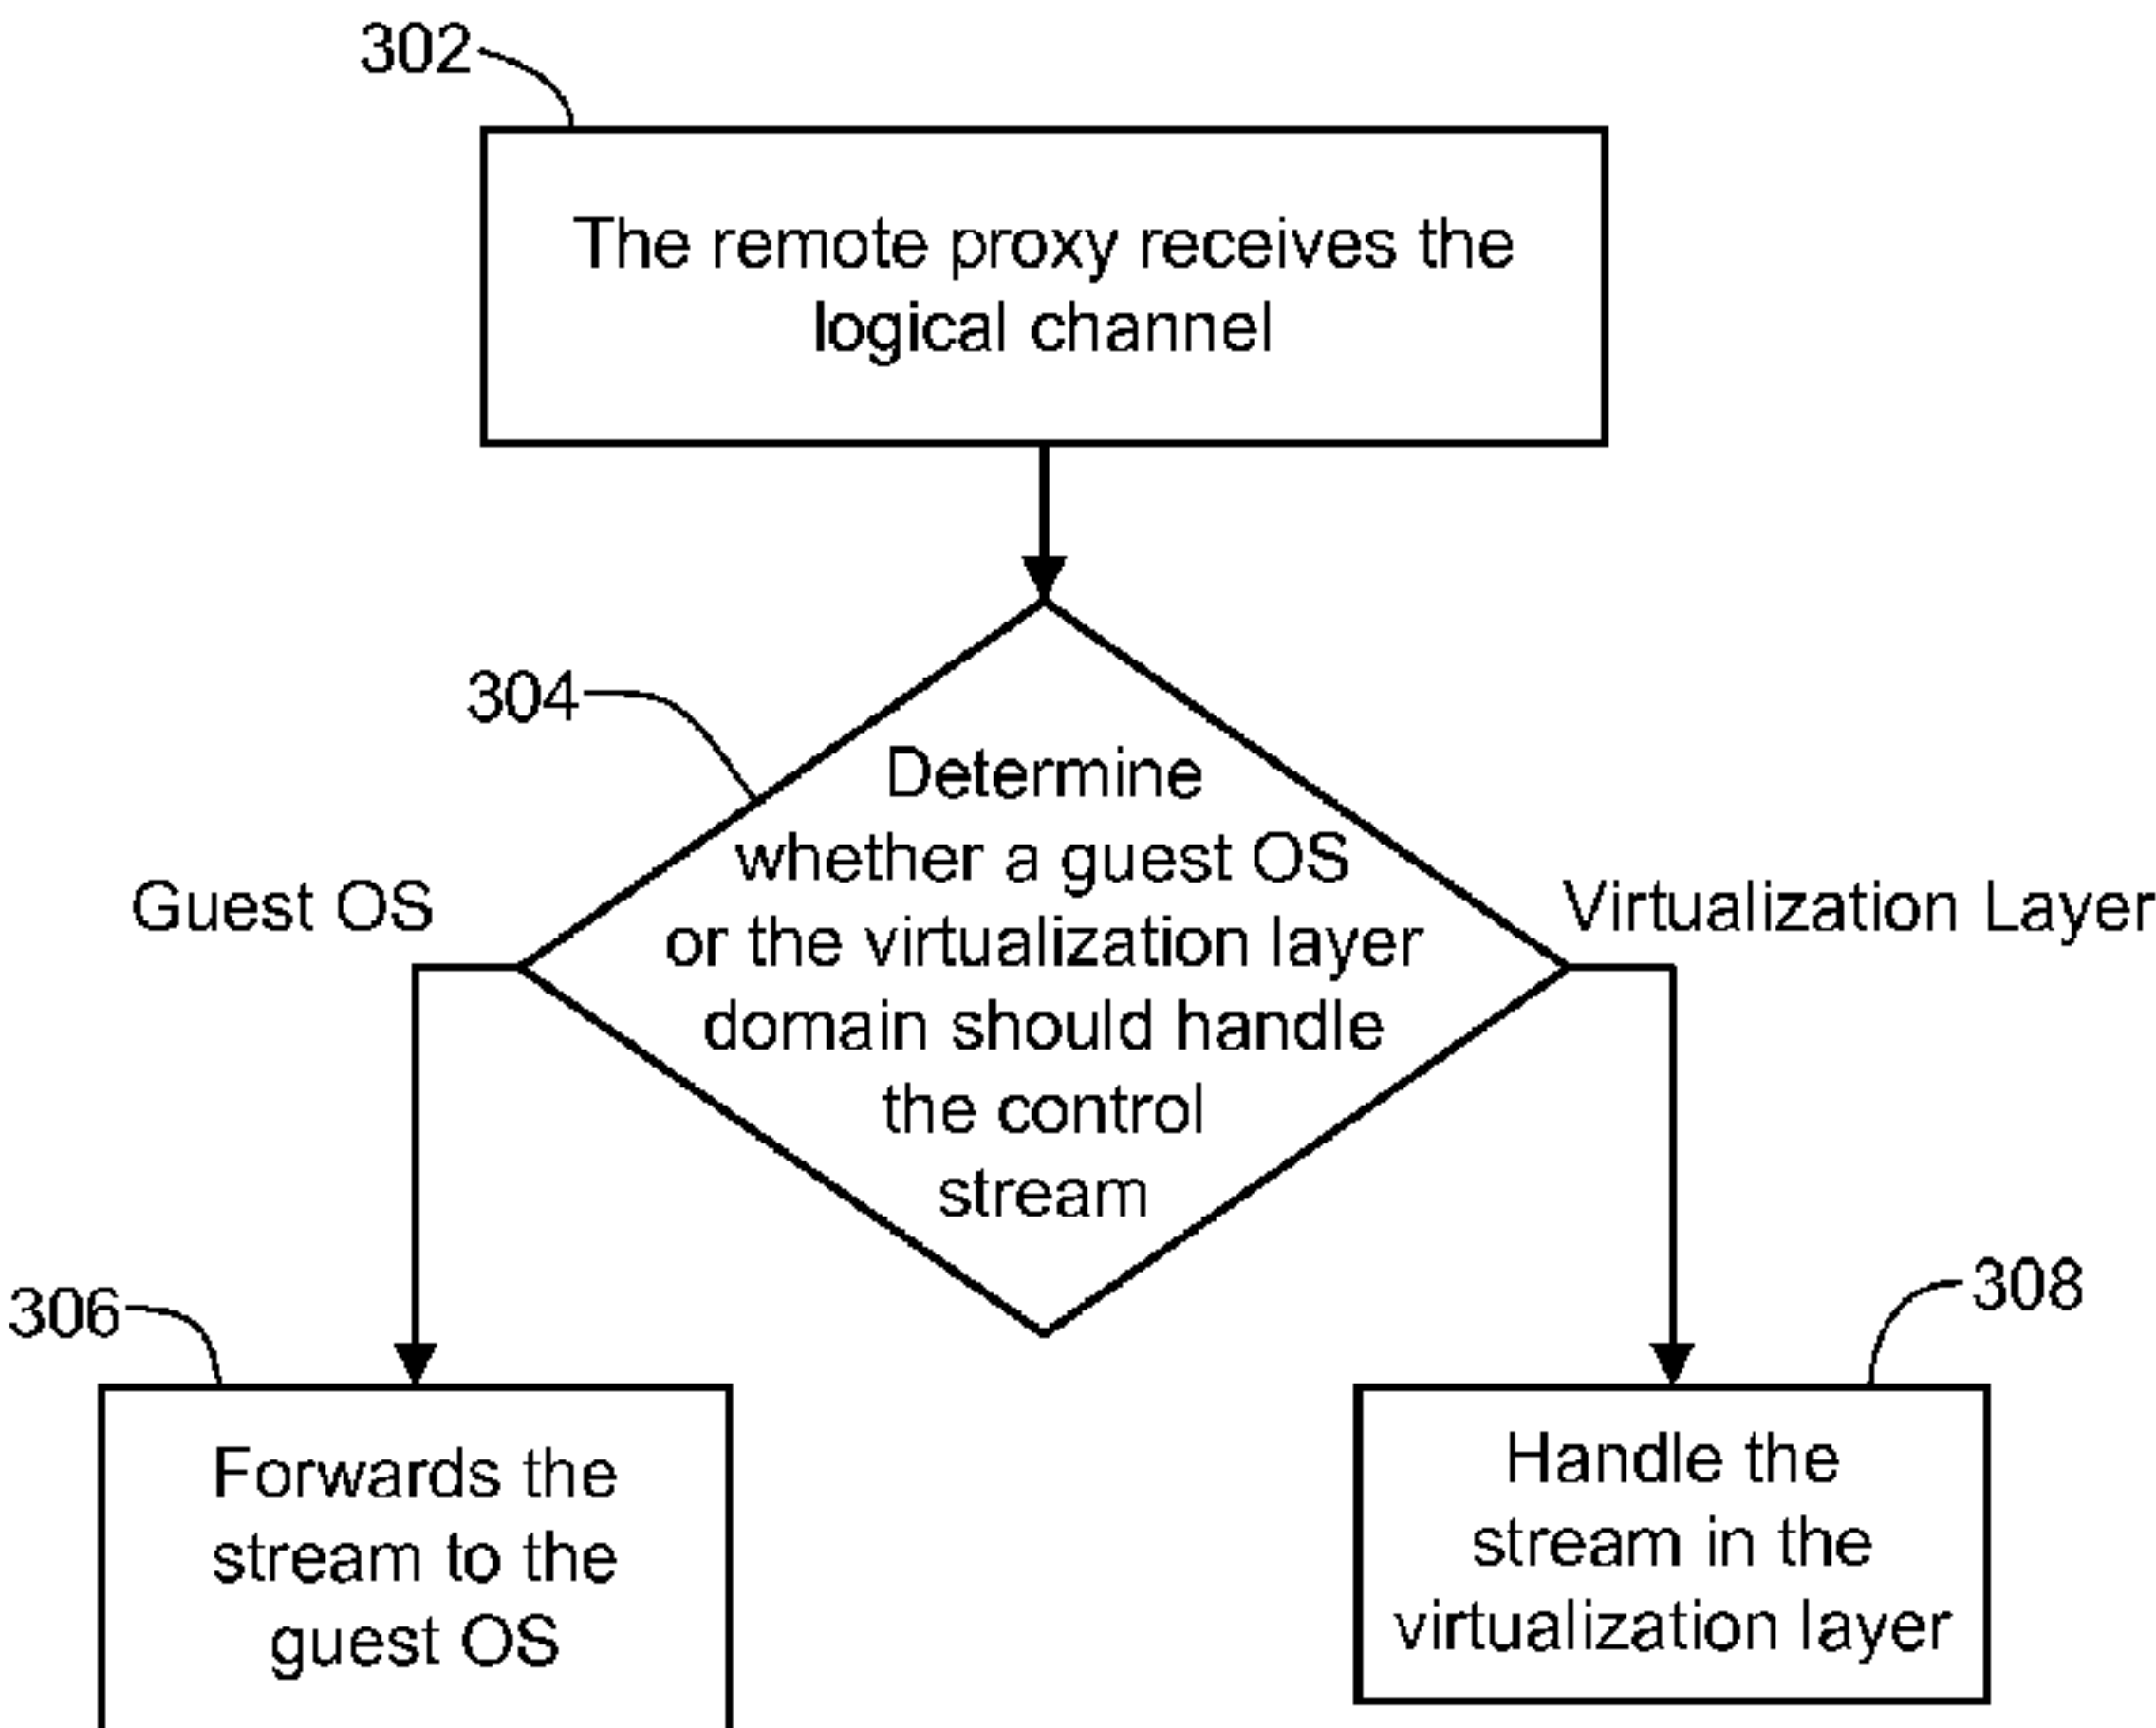 302
The remote proxy receives the
logical channel
304
Determine
whether a guest OS
or the virtualization layer
domain should handle
the control
stream
Guest OS
Virtualization Layer
306
Forwards the
stream to the
guest OS
308
Handle the
stream in the
virtualization layer